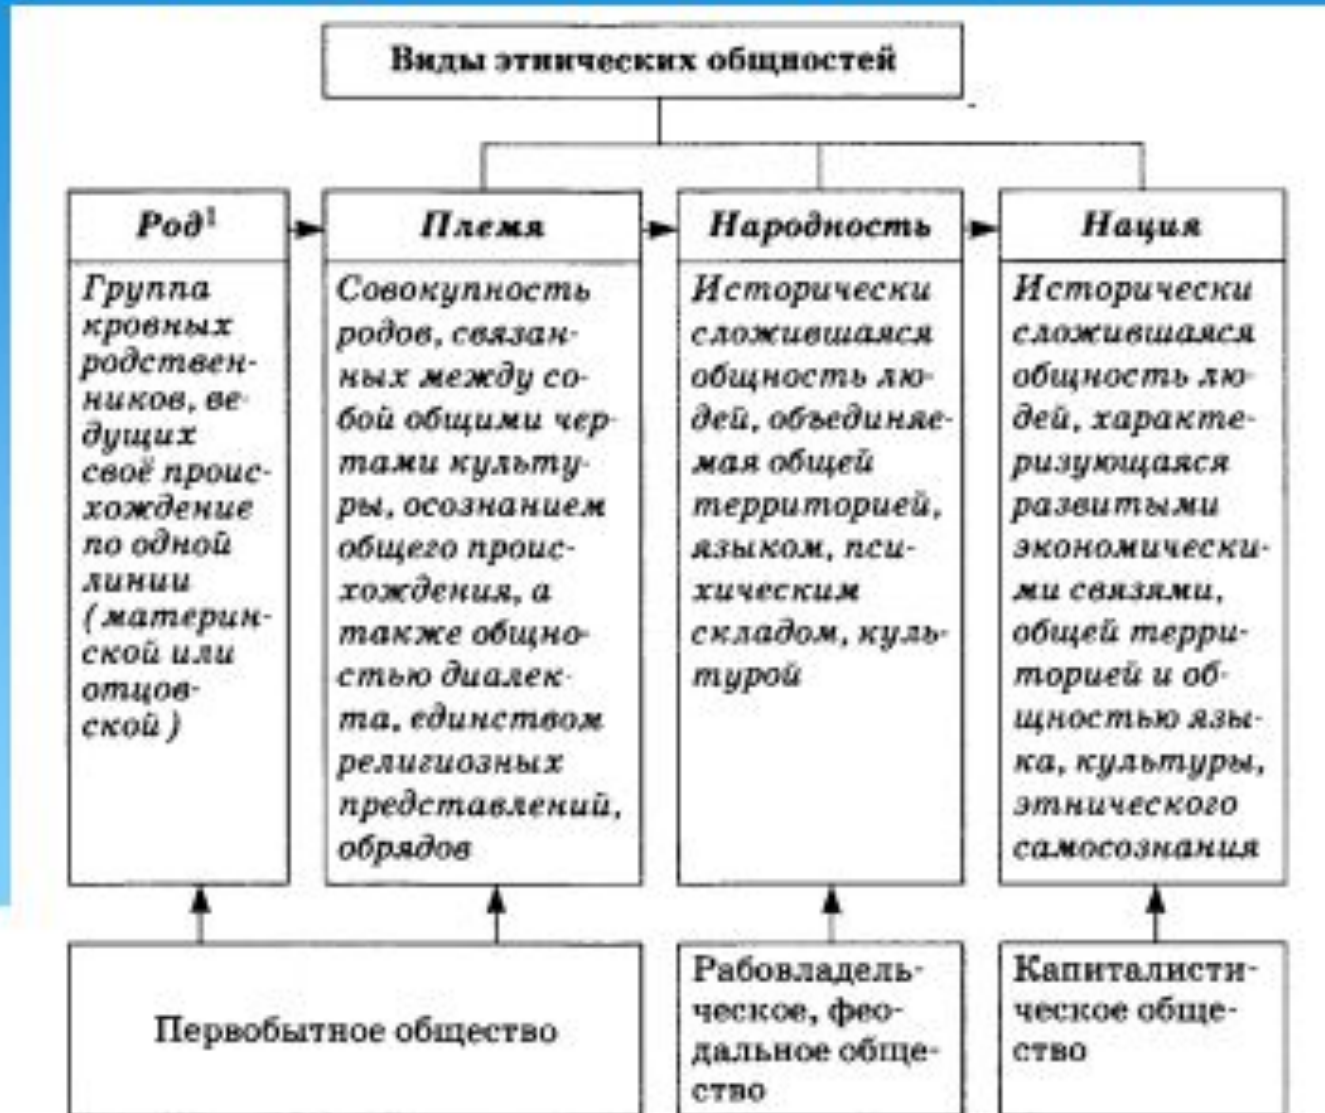 Виды этнических общностей
Род¹
Группа
кровных
родствен-
ников, ве-
дущих
своё проис-
хождение
по одной
линии
(материн-
ской или
отцов-
ской)
Племя
Совокупность
родов, связан-
ных между со-
бой общими чер-
тами культу-
ры, осознанием
общего проис-
хождения, а
также общно-
стью диалек-
та, единством
религиозных
представлений,
обрядов
Народность
Исторически
сложившаяся
общность лю-
дей, объединяе-
мая общей
территорией,
языком, пси-
хическим
складом, куль-
турой
Нация
Исторически
сложившаяся
общность лю-
дей, характе-
ризующаяся
развитыми
экономически-
ми связями,
общей терри-
торией и об-
щностью язы-
ка, культуры,
этнического
самосознания
Первобытное общество
Рабовладель-
ческое, фео-
дальное обще-
ство
Капиталисти-
ческое обще-
ство